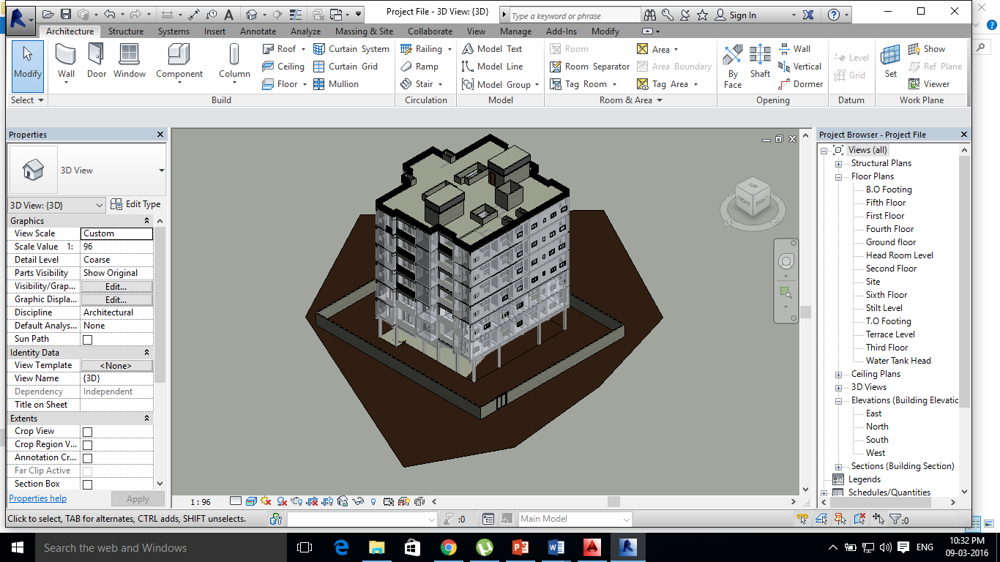 Project File - 3D View: {3D}
Type a keyword or phrase
Sign In
Architecture Structure Systems Insert Annotate Analyze Massing & Site Collaborate View Manage Add-Ins Modify
Modify
Wall
Door
Window
Component
Column
Roof
Ceiling
Floor
Curtain System
Curtain Grid
Mullion
Railing
Ramp
Stair
Model Text
Model Line
Model Group
Room
Room Separator
Tag Room
Area
Area Boundary
Tag Area
By
Face
Shaft
Wall
Vertical
Dormer
Level
Grid
Set
Show
Ref Plane
Viewer
Select Build Circulation Model Room & Area Opening Datum Work Plane
Properties
3D View
3D View: {3D} Edit Type
Graphics
View Scale Custom
Scale Value 1: 96
Detail Level Coarse
Parts Visibility Show Original
Visibility/Grap... Edit...
Graphic Displa... Edit...
Discipline Architectural
Default Analys... None
Sun Path
Identity Data
View Template <None>
View Name {3D}
Dependency Independent
Title on Sheet
Extents
Crop View
Crop Region V...
Annotation Cr...
Far Clip Active
Section Box
Properties help Apply
TOP
FRONT
RIGHT
Project Browser - Project File
Views (all)
Structural Plans
Floor Plans
B.O Footing
Fifth Floor
First Floor
Fourth Floor
Ground floor
Head Room Level
Second Floor
Site
Sixth Floor
Stilt Level
T.O Footing
Terrace Level
Third Floor
Water Tank Head
Ceiling Plans
3D Views
Elevations (Building Elevatic
East
North
South
West
Sections (Building Section)
Legends
Schedules/Quantities
1 : 96
Click to select, TAB for alternates, CTRL adds, SHIFT unselects.
:0
Main Model
:0
Search the web and Windows
ENG
10:32 PM
09-03-2016